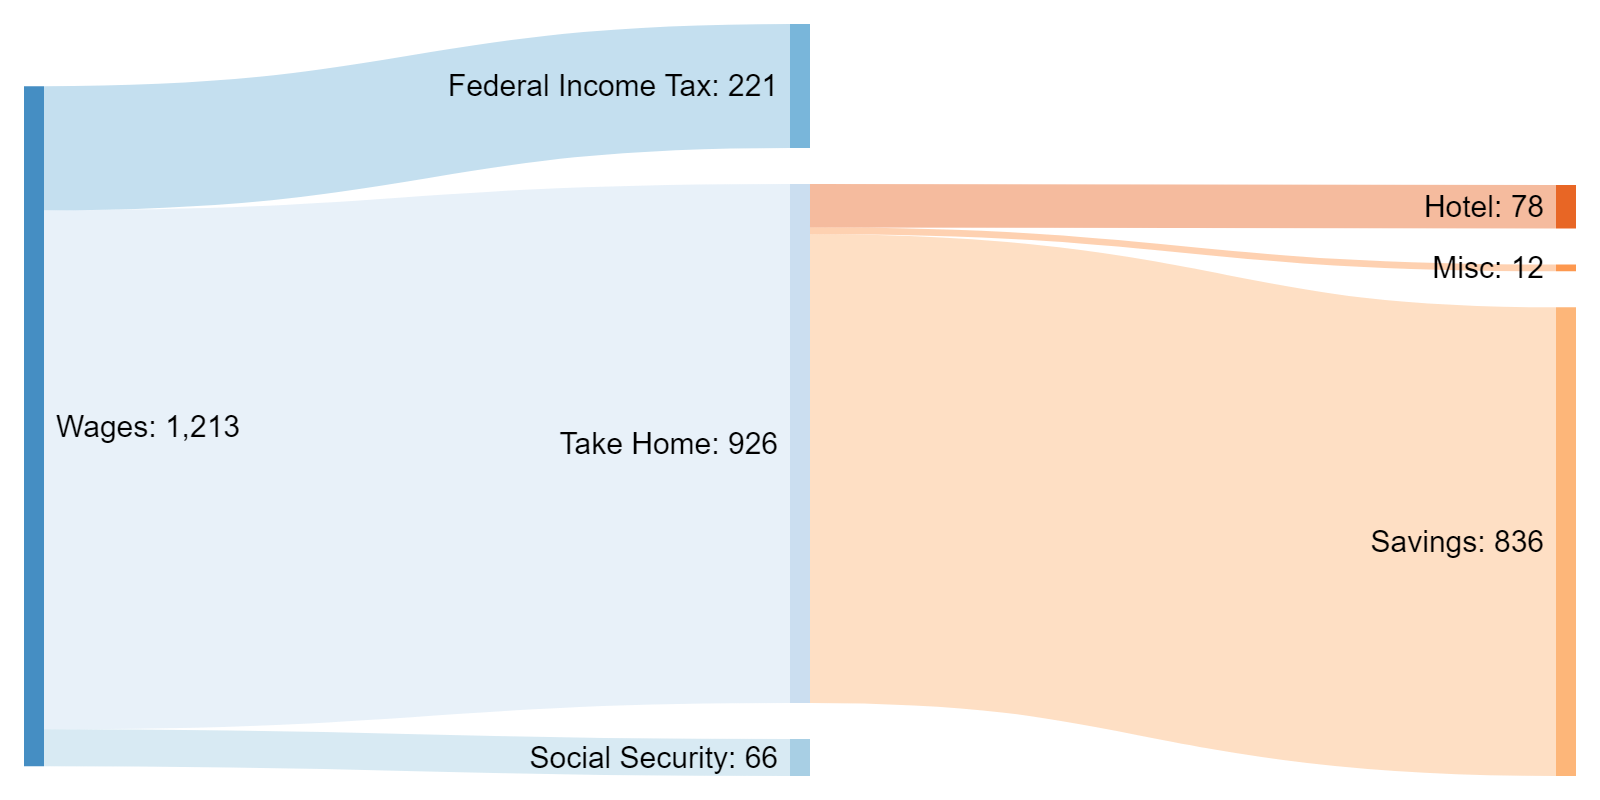 Federal Income Tax: 221
Hotel: 78
Misc: 12
Wages: 1,213
Take Home: 926
Savings: 836
Social Security: 66